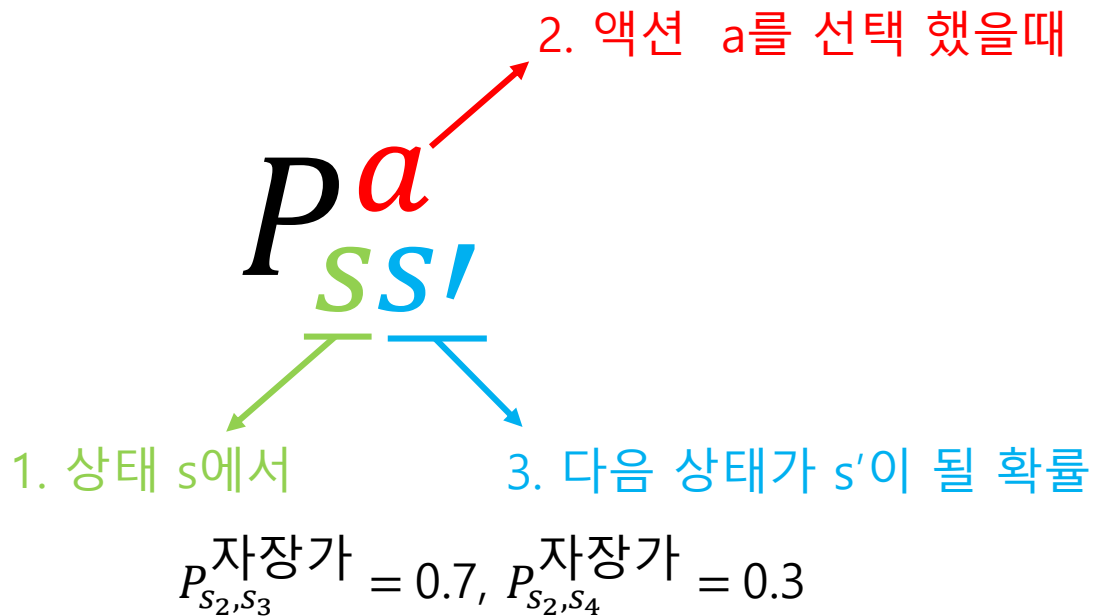 2. 액션 a를 선택 했을때
P^a_{ss'}
1. 상태 s에서
3. 다음 상태가 s'이 될 확률
P^{자장가}_{s_2,s_3} = 0.7, P^{자장가}_{s_2,s_4} = 0.3